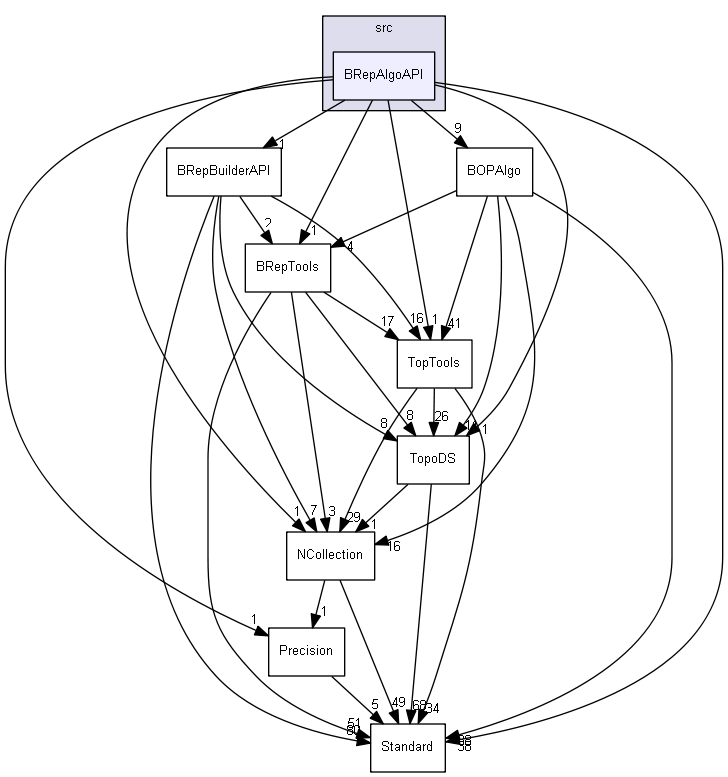 src
BRepAlgoAPI
9
1
BRepBuilderAPI
BOPAlgo
2
1
4
BRepTools
17
16
1
41
TopTools
8
8
26
1
TopoDS
1
7
3
29
1
16
NCollection
1
1
Precision
5
49
34
51
Standard